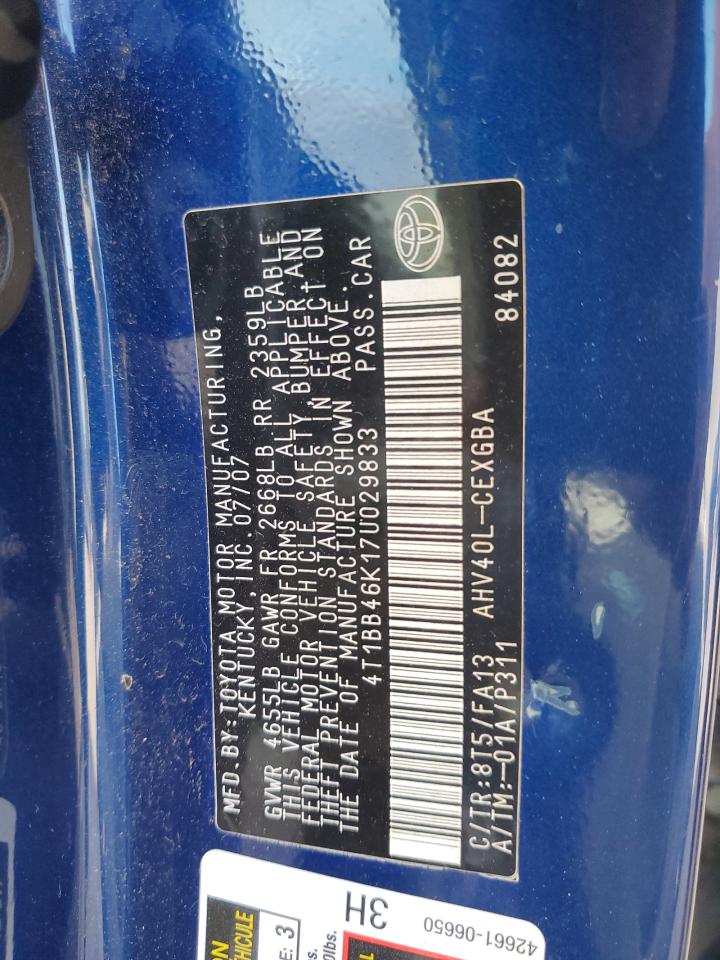 MFD.BY:TOYOTA MOTOR MANUFACTURING,
KENTUCKY, INC.07/07
GVWR 4655LB GAWR FR 2668LB RR 2359LB
THIS VEHICLE CONFORMS TO ALL APPLICABLE
FEDERAL MOTOR VEHICLE SAFETY, BUMPER, AND
THEFT PREVENTION STANDARDS IN EFFECT ON
THE DATE OF MANUFACTURE SHOWN ABOVE.
4T1BB46K17U029833 PASS.CAR
C/TR:8T5/FA13 AHV40L-CEXGBA
A/TM:-01A/P311 84082
3H
42661-06650
ON
E: 3